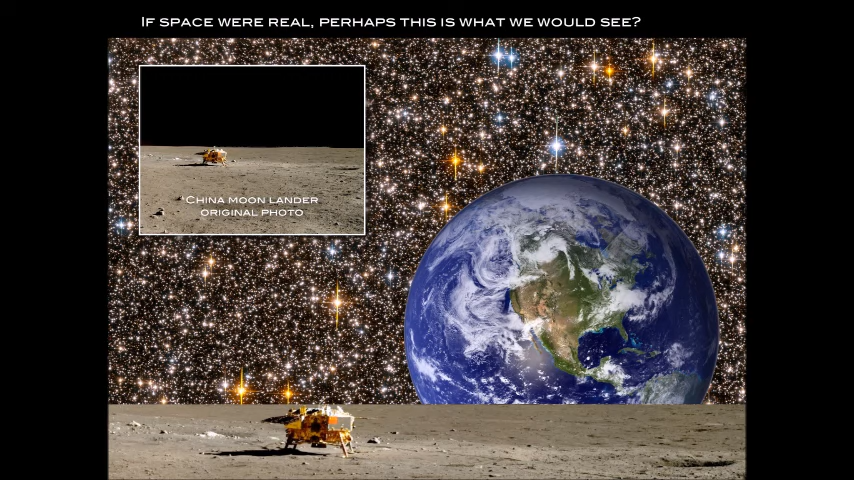 If space were real, perhaps this is what we would see?
*China moon lander
original photo